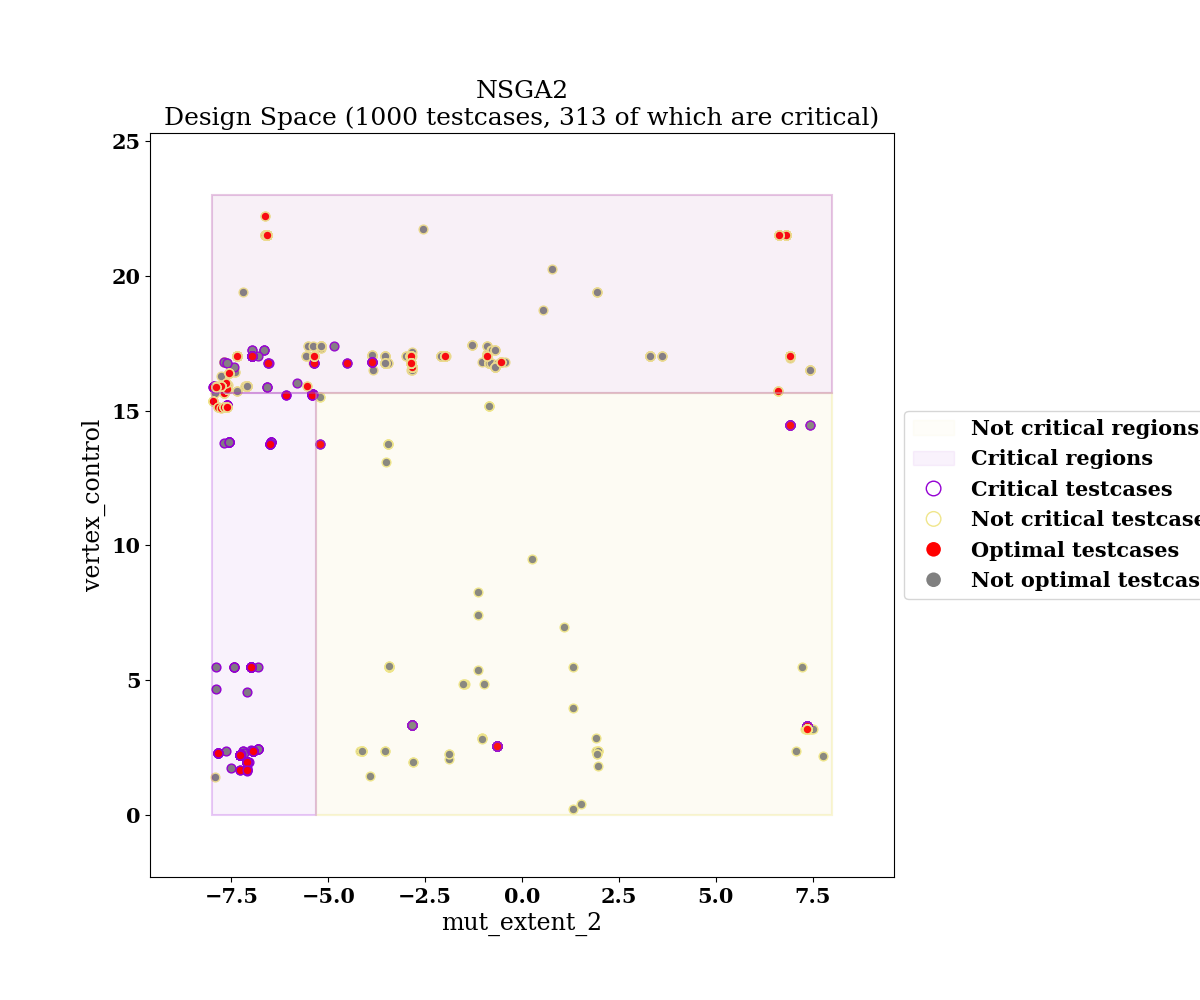 NSGA2
Design Space (1000 testcases, 313 of which are critical)
25
20
15
10
5
0
vertex_control
−7.5 −5.0 −2.5 0.0 2.5 5.0 7.5
mut_extent_2
Not critical regions
Critical regions
Critical testcases
Not critical testcase
Optimal testcases
Not optimal testcas